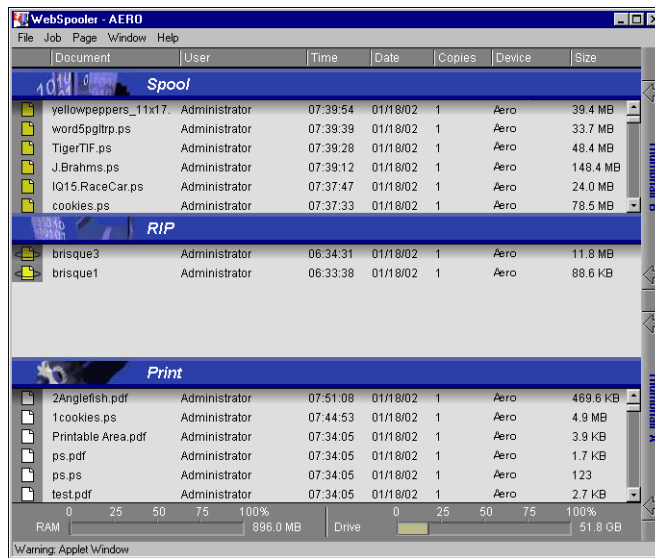 WebSpooler - AERO
File Job Page Window Help
Document User Time Date Copies Device Size
Spool
yellowpeppers_11x17. Administrator 07:39:54 01/18/02 1 Aero 39.4 MB
word5pgltrp.ps Administrator 07:39:39 01/18/02 1 Aero 33.7 MB
TigerTIF.ps Administrator 07:39:28 01/18/02 1 Aero 48.4 MB
J.Brahms.ps Administrator 07:39:12 01/18/02 1 Aero 148.4 MB
IQ15.RaceCar.ps Administrator 07:37:47 01/18/02 1 Aero 24.0 MB
cookies.ps Administrator 07:37:33 01/18/02 1 Aero 78.5 MB
RIP
brisque3 Administrator 06:34:31 01/18/02 1 Aero 11.8 MB
brisque1 Administrator 06:33:38 01/18/02 1 Aero 88.6 KB
Print
2Anglefish.pdf Administrator 07:51:08 01/18/02 1 Aero 469.6 KB
1cookies.ps Administrator 07:44:53 01/18/02 1 Aero 4.9 MB
Printable Area.pdf Administrator 07:34:05 01/18/02 1 Aero 3.9 KB
ps.pdf Administrator 07:34:05 01/18/02 1 Aero 1.7 KB
ps.ps Administrator 07:34:05 01/18/02 1 Aero 123
test.pdf Administrator 07:34:05 01/18/02 1 Aero 2.7 KB
0 25 50 75 100% 0 25 50 75 100%
RAM 896.0 MB Drive 51.8 GB
Warning: Applet Window